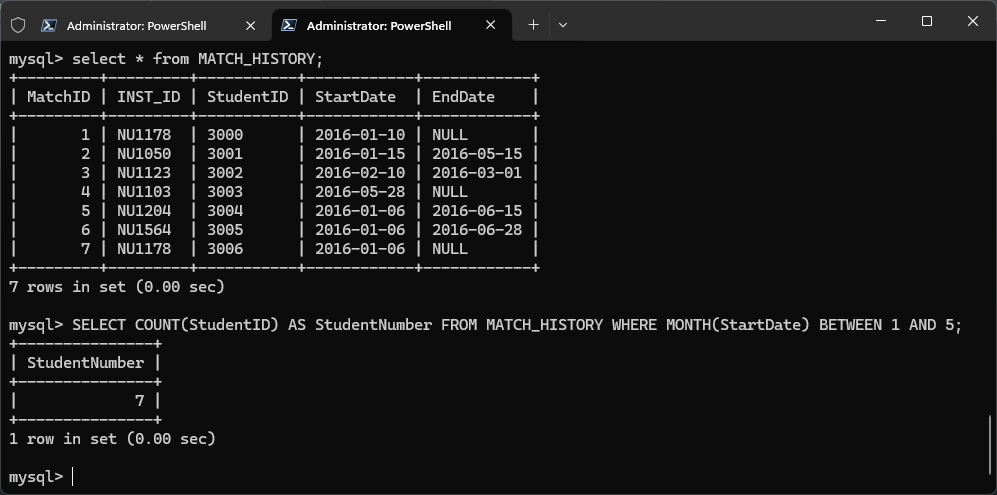 Administrator: PowerShell
Administrator: PowerShell
mysql> select * from MATCH_HISTORY;
+---------+---------+-----------+------------+------------+
| MatchID | INST_ID | StudentID | StartDate  | EndDate    |
+---------+---------+-----------+------------+------------+
|       1 | NU1178  | 3000      | 2016-01-10 | NULL       |
|       2 | NU1050  | 3001      | 2016-01-15 | 2016-05-15 |
|       3 | NU1123  | 3002      | 2016-02-10 | 2016-03-01 |
|       4 | NU1103  | 3003      | 2016-05-28 | NULL       |
|       5 | NU1204  | 3004      | 2016-01-06 | 2016-06-15 |
|       6 | NU1564  | 3005      | 2016-01-06 | 2016-06-28 |
|       7 | NU1178  | 3006      | 2016-01-06 | NULL       |
+---------+---------+-----------+------------+------------+
7 rows in set (0.00 sec)
mysql> SELECT COUNT(StudentID) AS StudentNumber FROM MATCH_HISTORY WHERE MONTH(StartDate) BETWEEN 1 AND 5;
+---------------+
| StudentNumber |
+---------------+
|             7 |
+---------------+
1 row in set (0.00 sec)
mysql>